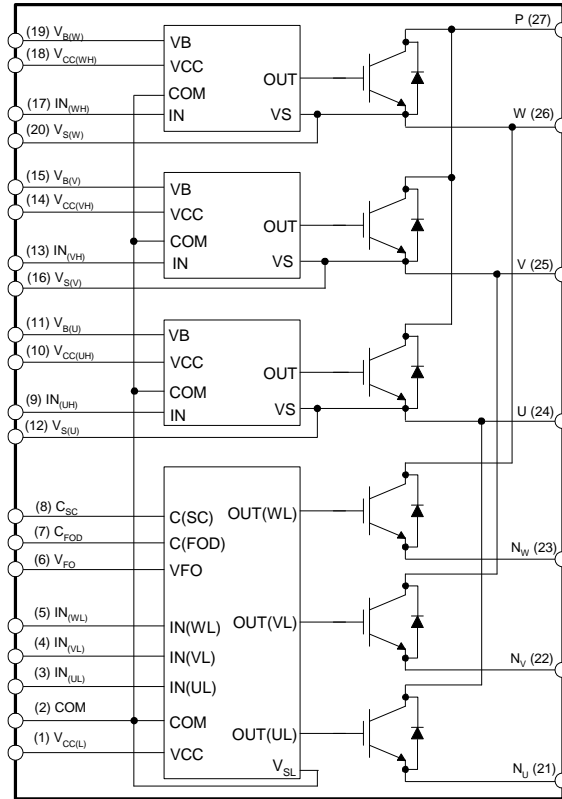 (19) VB(W)
(18) VCC(WH)
(17) IN(WH)
(20) VS(W)
VB
VCC
COM
IN
OUT
VS
P (27)
W (26)
(15) VB(V)
(14) VCC(VH)
(13) IN(VH)
(16) VS(V)
VB
VCC
COM
IN
OUT
VS
V (25)
(11) VB(U)
(10) VCC(UH)
(9) IN(UH)
(12) VS(U)
VB
VCC
COM
IN
OUT
VS
U (24)
(8) CSC
(7) CFOD
(6) VFO
(5) IN(WL)
(4) IN(VL)
(3) IN(UL)
(2) COM
(1) VCC(L)
C(SC)
C(FOD)
VFO
IN(WL)
IN(VL)
IN(UL)
COM
VCC
OUT(WL)
OUT(VL)
OUT(UL)
VSL
NW (23)
NV (22)
NU (21)